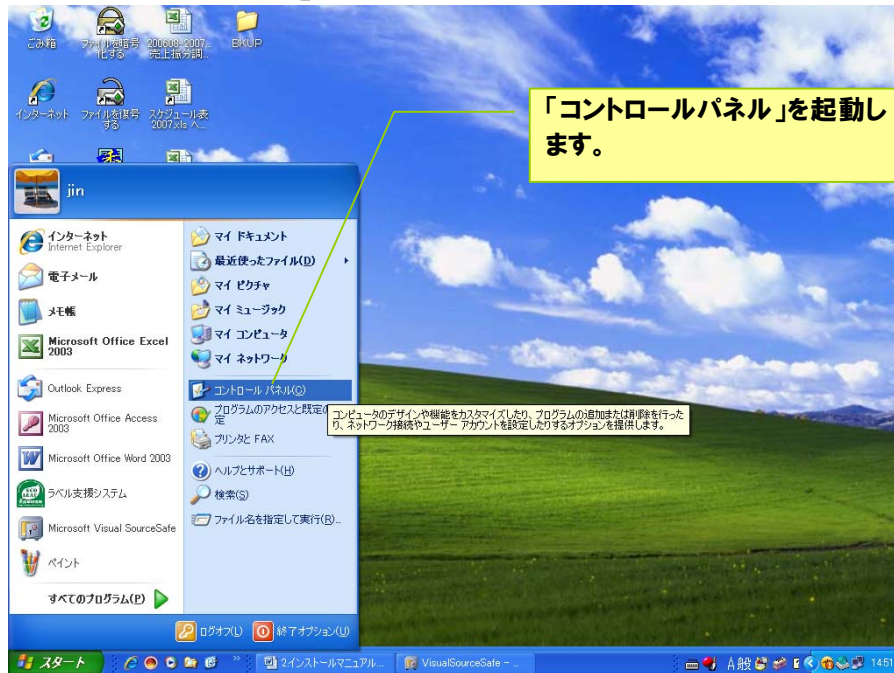 ごみ箱
ファイルを暗号
化する
200608-2007...
売上振分調...
BKUP
インターネット
ファイルを復号
する
スケジュール表
2007.xls へ...
「コントロールパネル」を起動し
ます。
jin
インターネット
Internet Explorer
電子メール
メモ帳
Microsoft Office Excel
2003
Outlook Express
Microsoft Office Access
2003
Microsoft Office Word 2003
ラベル支援システム
Microsoft Visual SourceSafe
ペイント
すべてのプログラム(P)
マイ ドキュメント
最近使ったファイル(D)
マイ ピクチャ
マイ ミュージック
マイ コンピュータ
マイ ネットワーク
コントロール パネル(C)
プログラムのアクセスと既定の
定
プリンタと FAX
ヘルプとサポート(H)
検索(S)
ファイル名を指定して実行(R)...
コンピュータのデザインや機能をカスタマイズしたり、プログラムの追加または削除を行った
り、ネットワーク接続やユーザー アカウントを設定したりするオプションを提供します。
ログオフ(L)
終了オプション(U)
スタート
2インストールマニュアル...
VisualSourceSafe - ...
A 般
14:51